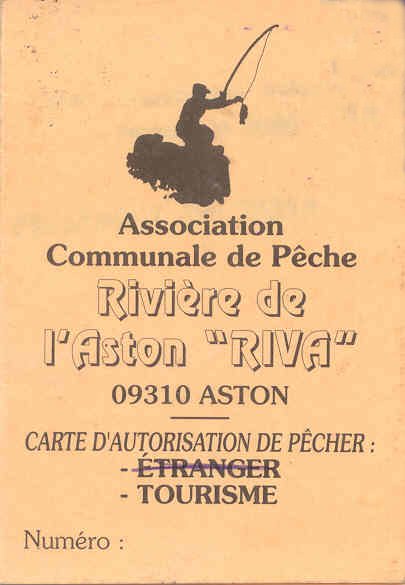 Association
Communale de Pêche
Rivière de
l'Aston "RIVA"
09310 ASTON
CARTE D'AUTORISATION DE PÊCHER :
- ÉTRANGER
- TOURISME
Numéro :